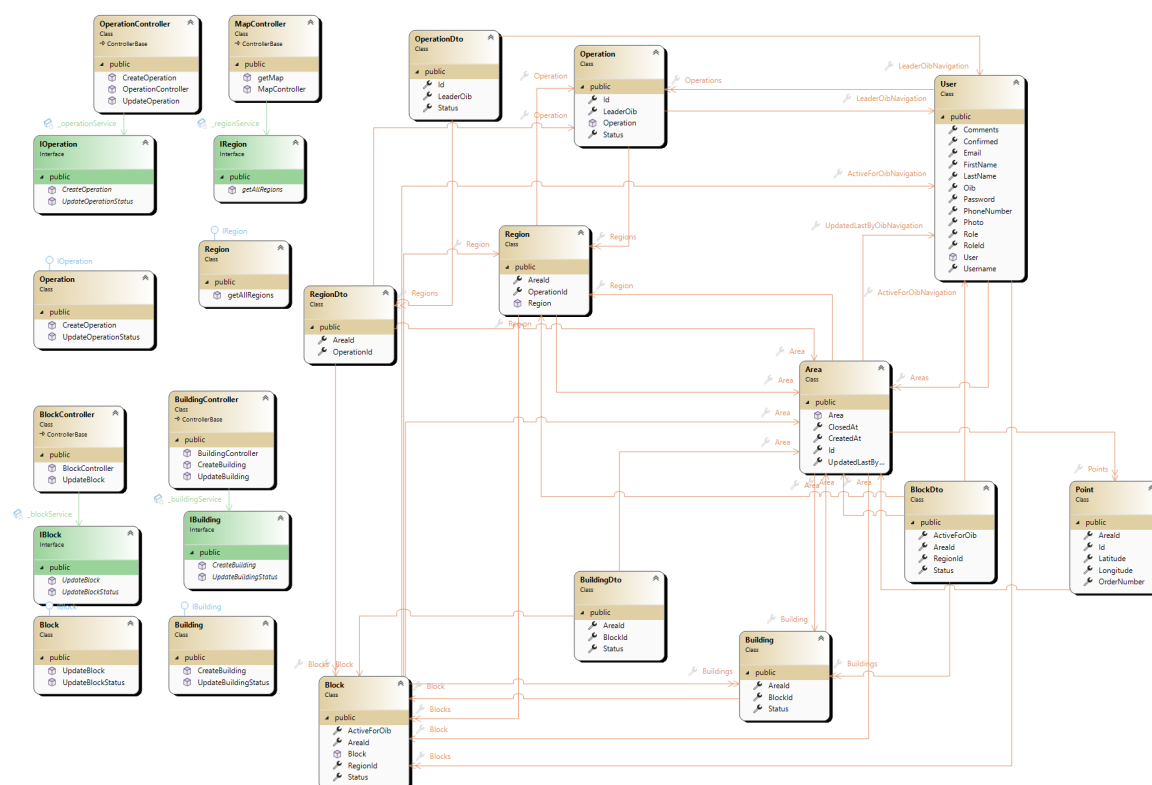 OperationController
Class
ControllerBase
public
CreateOperation
OperationController
UpdateOperation
MapController
Class
ControllerBase
public
getMap
MapController
_operationService
_regionService
IOperation
Interface
public
CreateOperation
UpdateOperationStatus
IRegion
Interface
public
getAllRegions
IRegion
Region
Class
public
getAllRegions
IOperation
Operation
Class
public
CreateOperation
UpdateOperationStatus
BlockController
Class
ControllerBase
public
BlockController
UpdateBlock
BuildingController
Class
ControllerBase
public
BuildingController
CreateBuilding
UpdateBuilding
_blockService
_buildingService
IBlock
Interface
public
UpdateBlock
UpdateBlockStatus
IBuilding
Interface
public
CreateBuilding
UpdateBuildingStatus
IBlock
Block
Class
public
UpdateBlock
UpdateBlockStatus
IBuilding
Building
Class
public
CreateBuilding
UpdateBuildingStatus
OperationDto
Class
public
Id
LeaderOib
Status
Operation
Class
public
Id
LeaderOib
Operation
Status
Operation
Operation
Operations
LeaderOibNavigation
LeaderOibNavigation
ActiveForOibNavigation
UpdatedLastByOibNavigation
ActiveForOibNavigation
User
Class
public
Comments
Confirmed
Email
FirstName
LastName
Oib
Password
PhoneNumber
Photo
Role
RoleId
User
Username
Region
Class
public
AreaId
OperationId
Region
Region
Regions
Region
Regions
Region
RegionDto
Class
public
AreaId
OperationId
Area
Area
Area
Area
Areas
Area
Class
public
Area
ClosedAt
CreatedAt
Id
UpdatedLastBy...
Area
Area
Area
Points
BlockDto
Class
public
ActiveForOib
AreaId
RegionId
Status
Point
Class
public
AreaId
Id
Latitude
Longitude
OrderNumber
BuildingDto
Class
public
AreaId
BlockId
Status
Building
Buildings
Buildings
Building
Class
public
AreaId
BlockId
Status
Blocks
Block
Block
Blocks
Block
Blocks
Block
Class
public
ActiveForOib
AreaId
Block
RegionId
Status